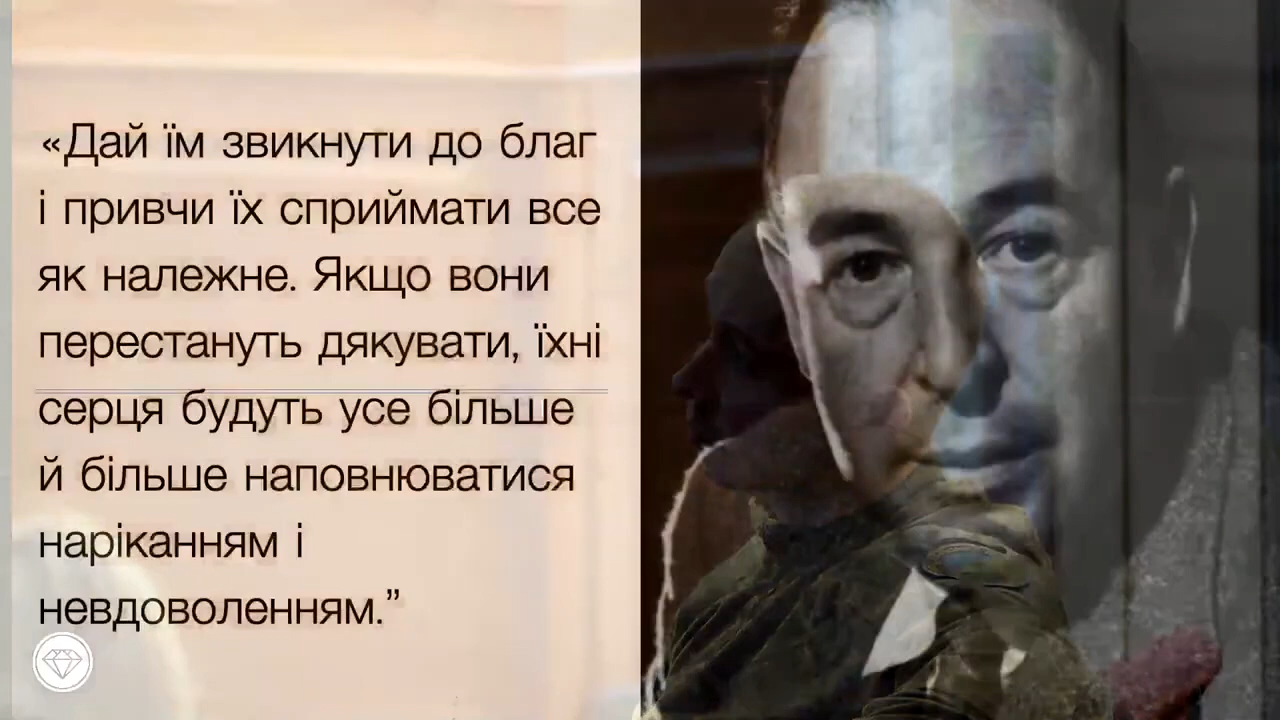 «Дай їм звикнути до благ
і привчи їх сприймати все
як належне. Якщо вони
перестануть дякувати, їхні
серця будуть усе більше
й більше наповнюватися
наріканням і
невдоволенням.”